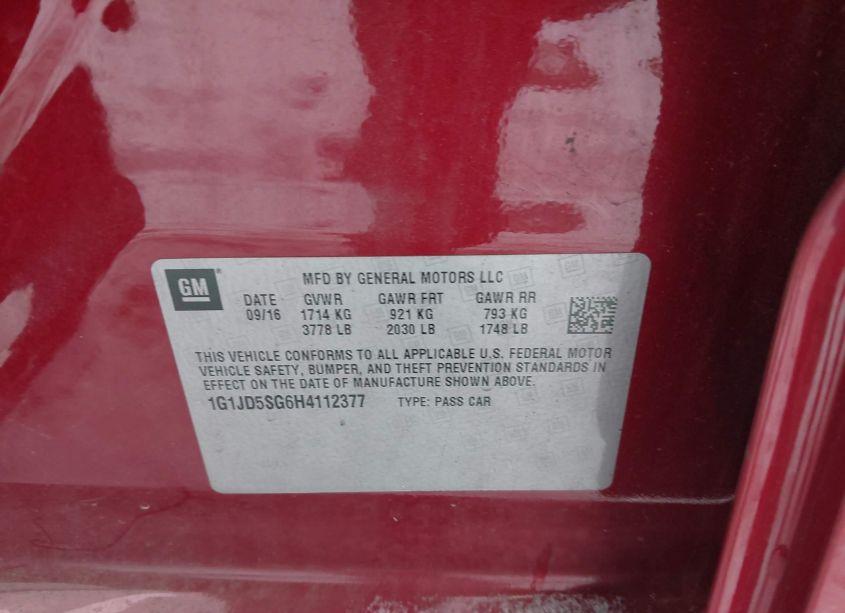 GM ®
MFD BY GENERAL MOTORS LLC
DATE GVWR GAWR FRT GAWR RR
09/16 1714 KG 921 KG 793 KG
3778 LB 2030 LB 1748 LB
THIS VEHICLE CONFORMS TO ALL APPLICABLE U.S. FEDERAL MOTOR
VEHICLE SAFETY, BUMPER, AND THEFT PREVENTION STANDARDS IN
EFFECT ON THE DATE OF MANUFACTURE SHOWN ABOVE.
1G1JD5SG6H4112377 TYPE: PASS CAR